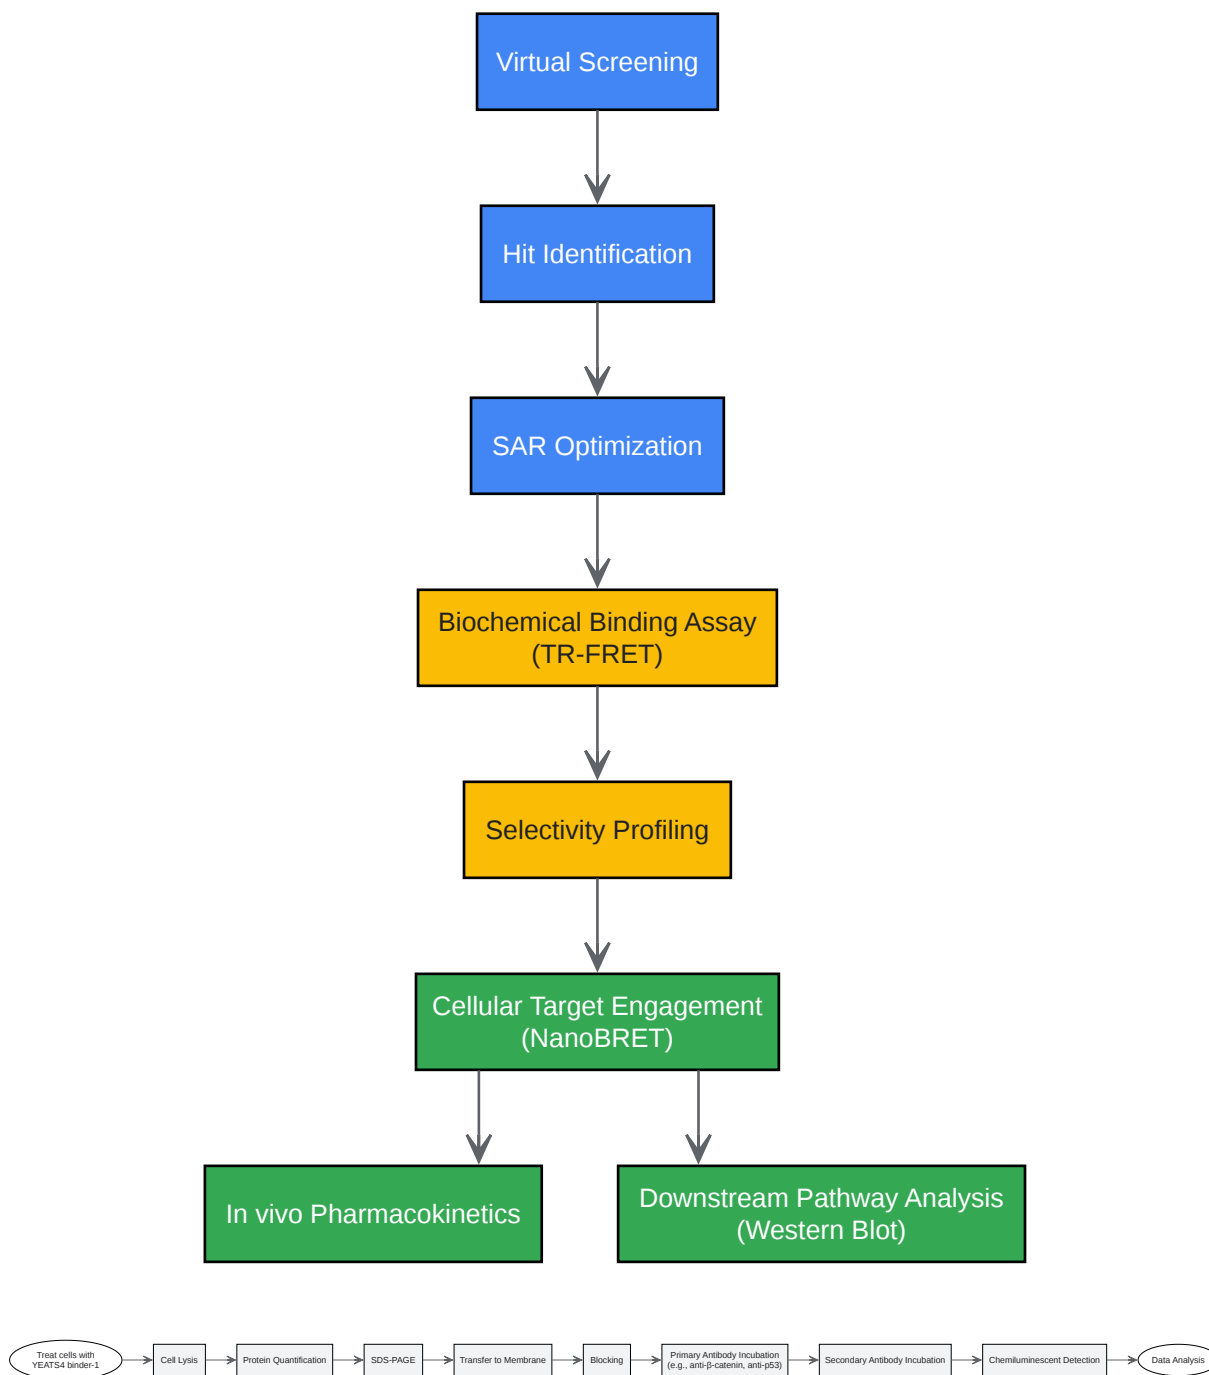 Virtual Screening
Hit Identification
SAR Optimization
Biochemical Binding Assay
(TR-FRET)
Selectivity Profiling
Cellular Target Engagement
(NanoBRET)
In vivo Pharmacokinetics
Downstream Pathway Analysis
(Western Blot)
Treat cells with
YEATS4 binder-1
Cell Lysis
Protein Quantification
SDS-PAGE
Transfer to Membrane
Blocking
Primary Antibody Incubation
(e.g., anti-β-catenin, anti-p53)
Secondary Antibody Incubation
Chemiluminescent Detection
Data Analysis